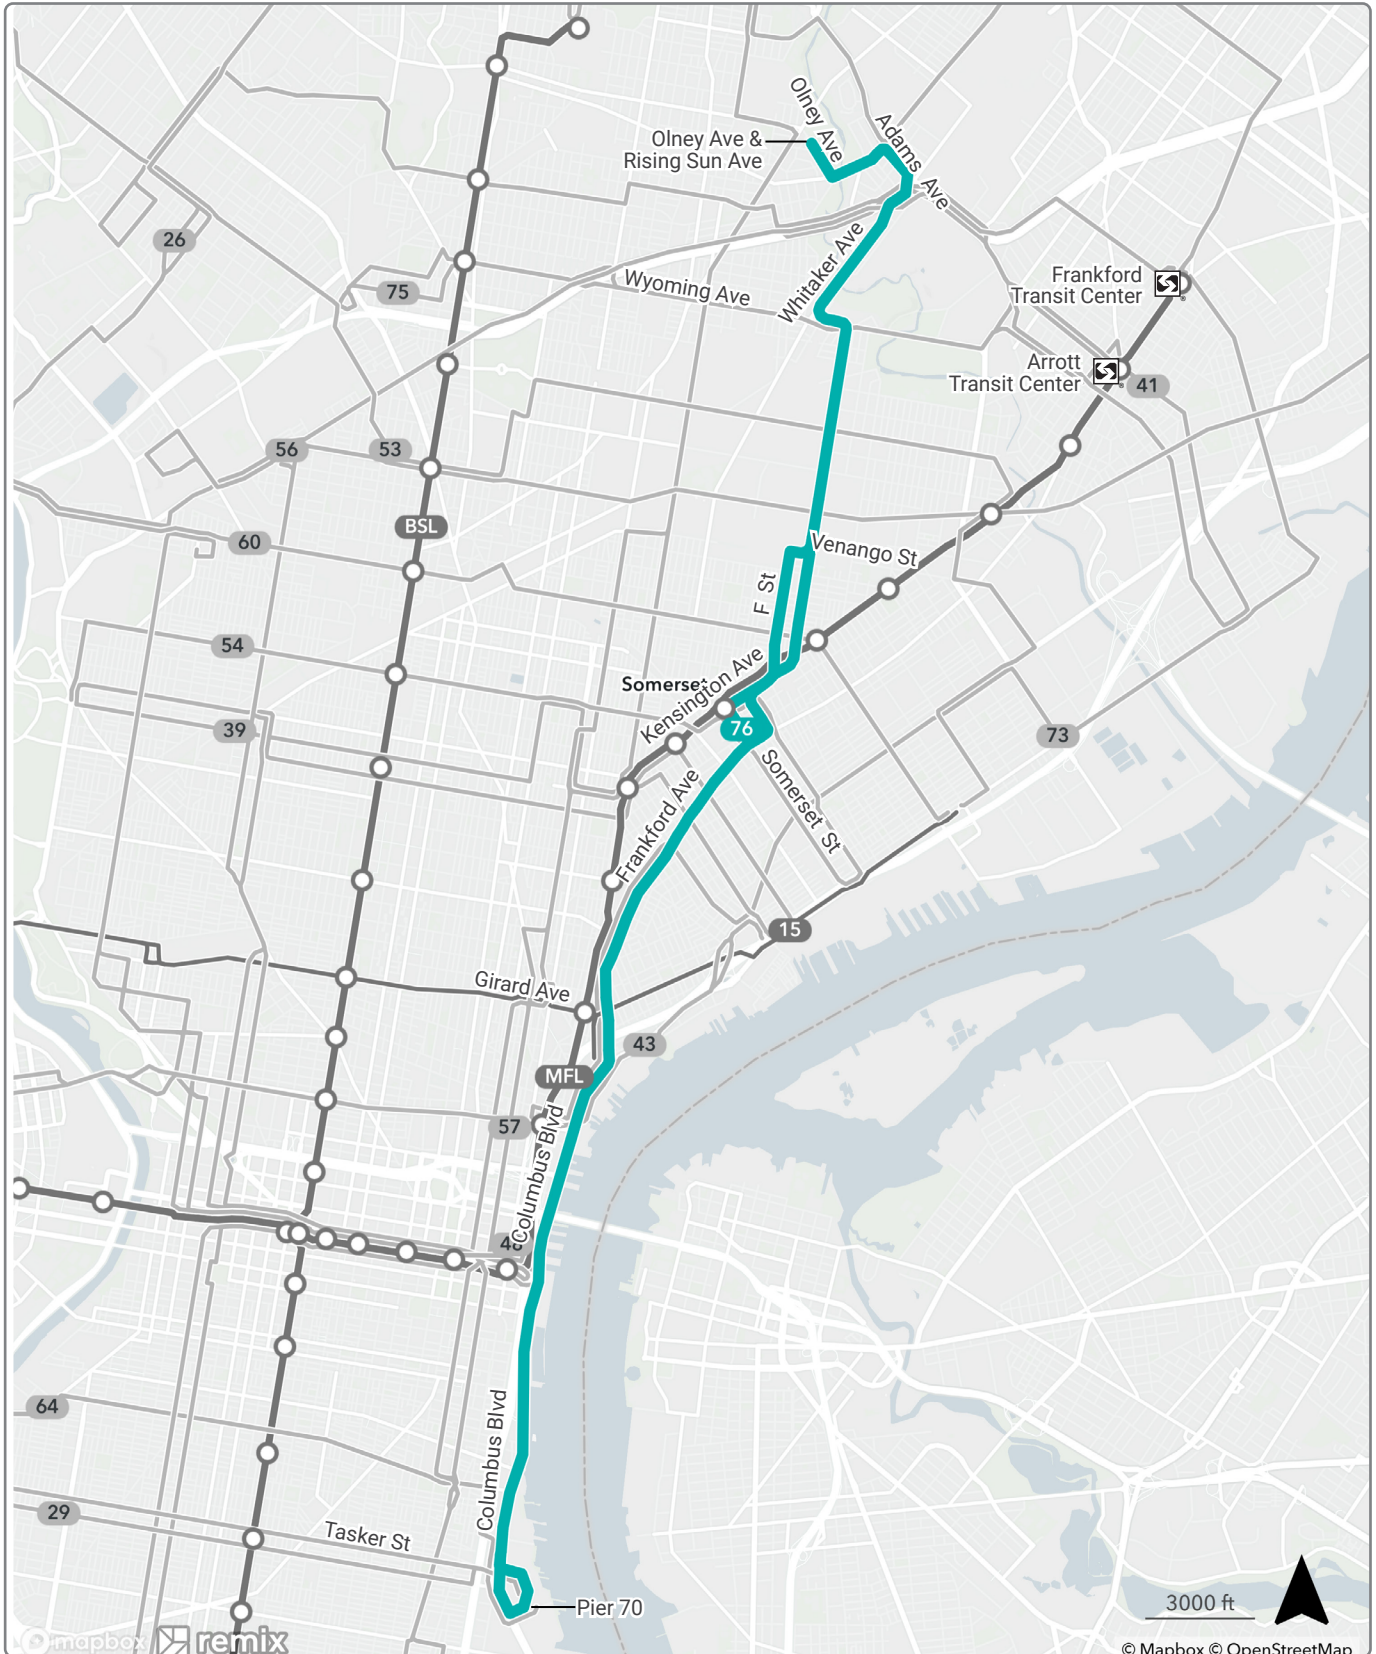 Olney Ave
Adams Ave
Olney Ave &
Rising Sun Ave
26
Whitaker Ave
Frankford
Transit Center
Wyoming Ave
75
Arrott
Transit Center
41
56
53
BSL
60
Venango St
F St
54
Somerset
Kensington Ave
39
76
73
Somerset St
Frankford Ave
15
Girard Ave
43
MFL
57
Columbus Blvd
64
Columbus Blvd
29
Tasker St
Pier 70
3000 ft
mapbox
remix
© Mapbox © OpenStreetMap